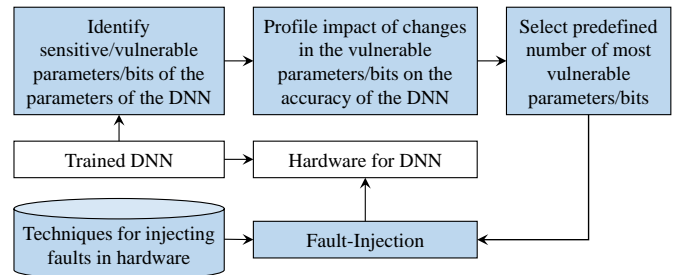 Identify
sensitive/vulnerable
parameters/bits of the
parameters of the DNN
Profile impact of changes
in the vulnerable
parameters/bits on the
accuracy of the DNN
Select predefined
number of most
vulnerable
parameters/bits
Trained DNN
Hardware for DNN
Techniques for injecting
faults in hardware
Fault-Injection